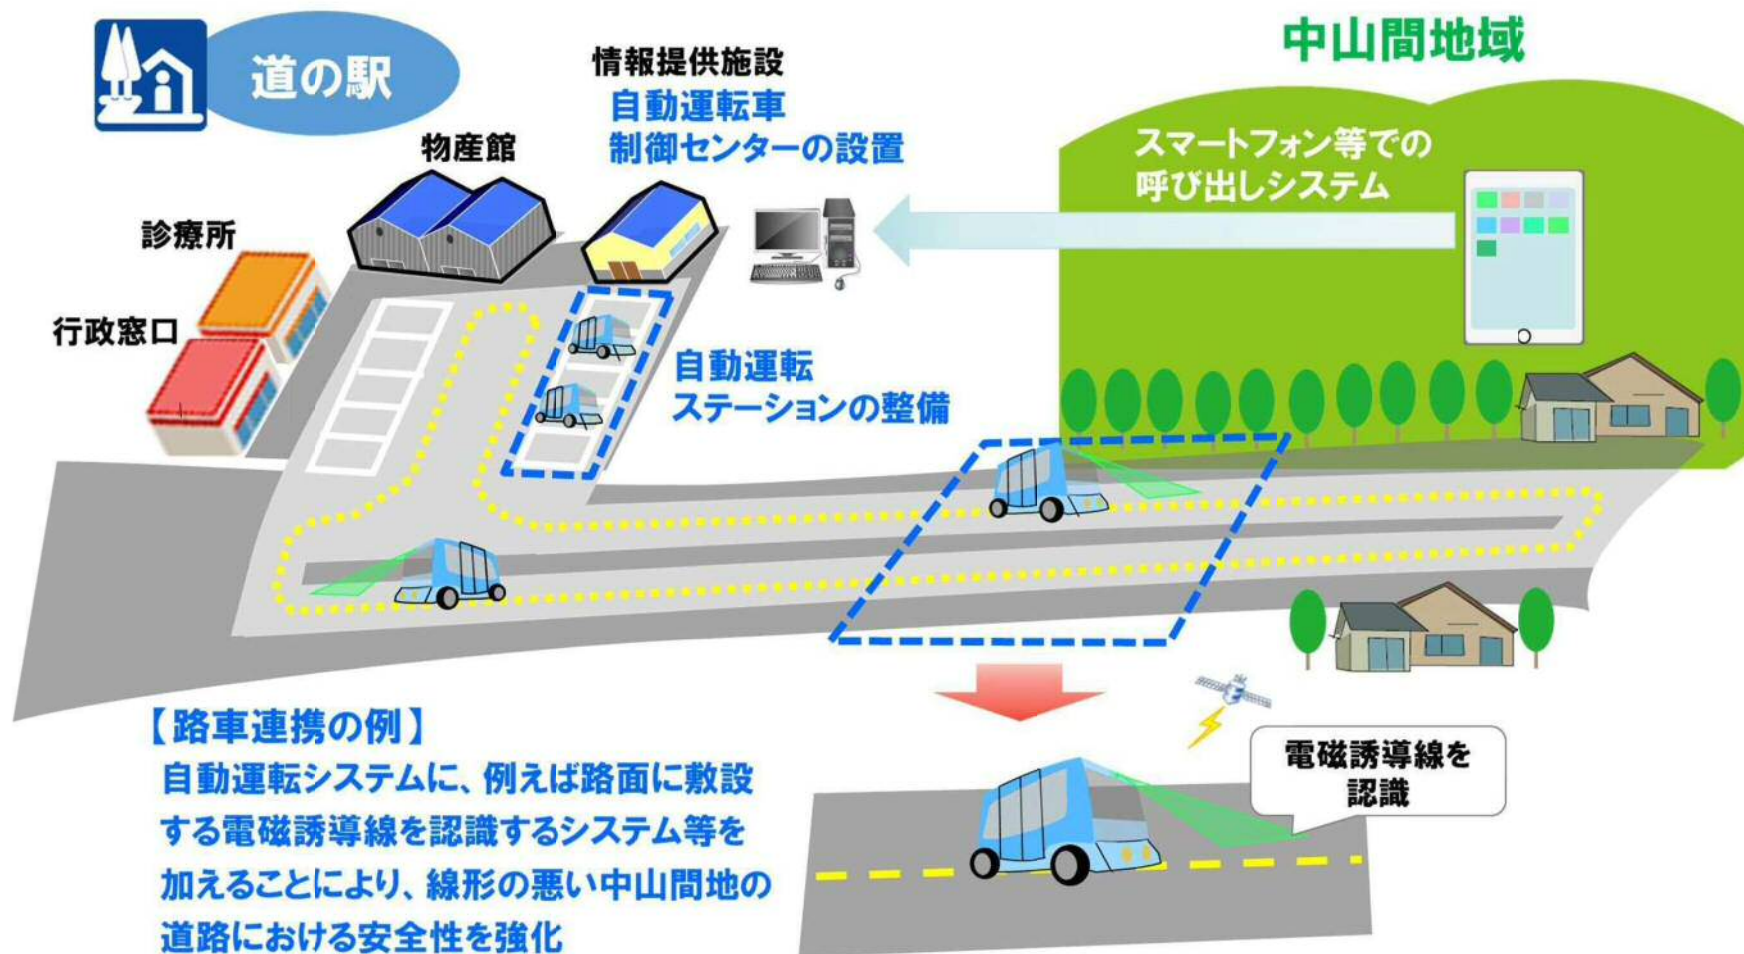 道の駅
情報提供施設
自動運転車
制御センターの設置
中山間地域
スマートフォン等での
呼び出しシステム
物産館
診療所
行政窓口
自動運転
ステーションの整備
【路車連携の例】
自動運転システムに、例えば路面に敷設
する電磁誘導線を認識するシステム等を
加えることにより、線形の悪い中山間地の
道路における安全性を強化
電磁誘導線を
認識